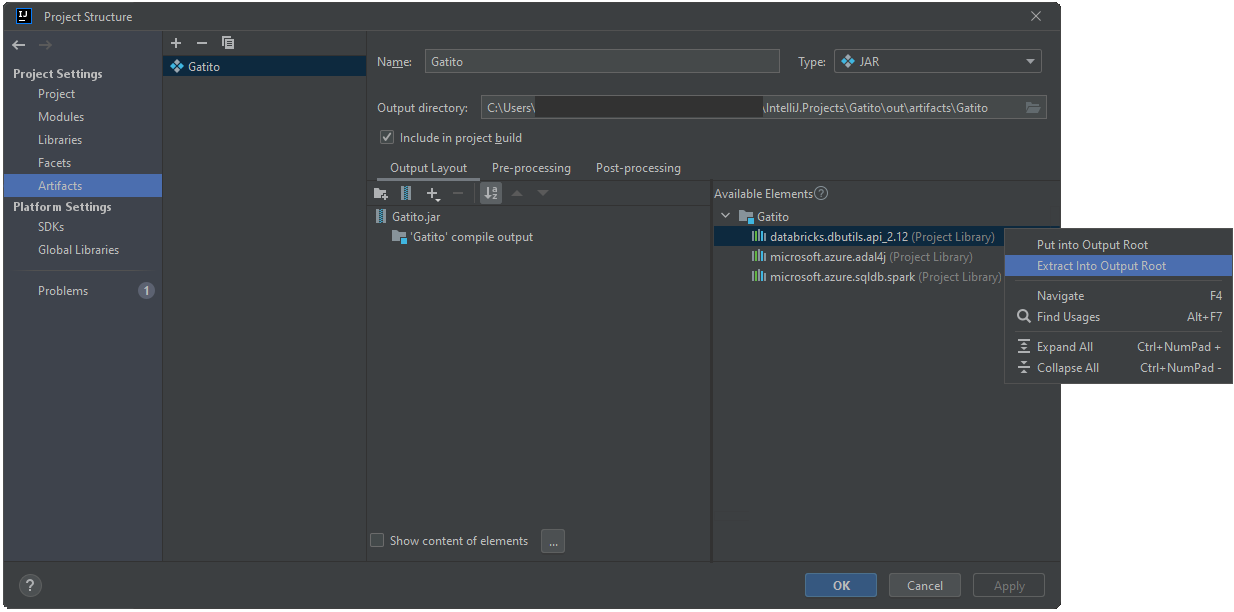 Project Structure
Project Settings
Project
Modules
Libraries
Facets
Artifacts
Platform Settings
SDKs
Global Libraries
Problems 1
Gatito
Name: Gatito Type: JAR
Output directory: C:\Users\ \IntelliJ.Projects\Gatito\out\artifacts\Gatito
Include in project build
Output Layout Pre-processing Post-processing
Gatito.jar
'Gatito' compile output
Available Elements ?
Gatito
databricks.dbutils.api_2.12 (Project Library)
microsoft.azure.adal4j (Project Library)
microsoft.azure.sqldb.spark (Project Library)
Put into Output Root
Extract Into Output Root
Navigate F4
Find Usages Alt+F7
Expand All Ctrl+NumPad +
Collapse All Ctrl+NumPad -
Show content of elements ...
? OK Cancel Apply